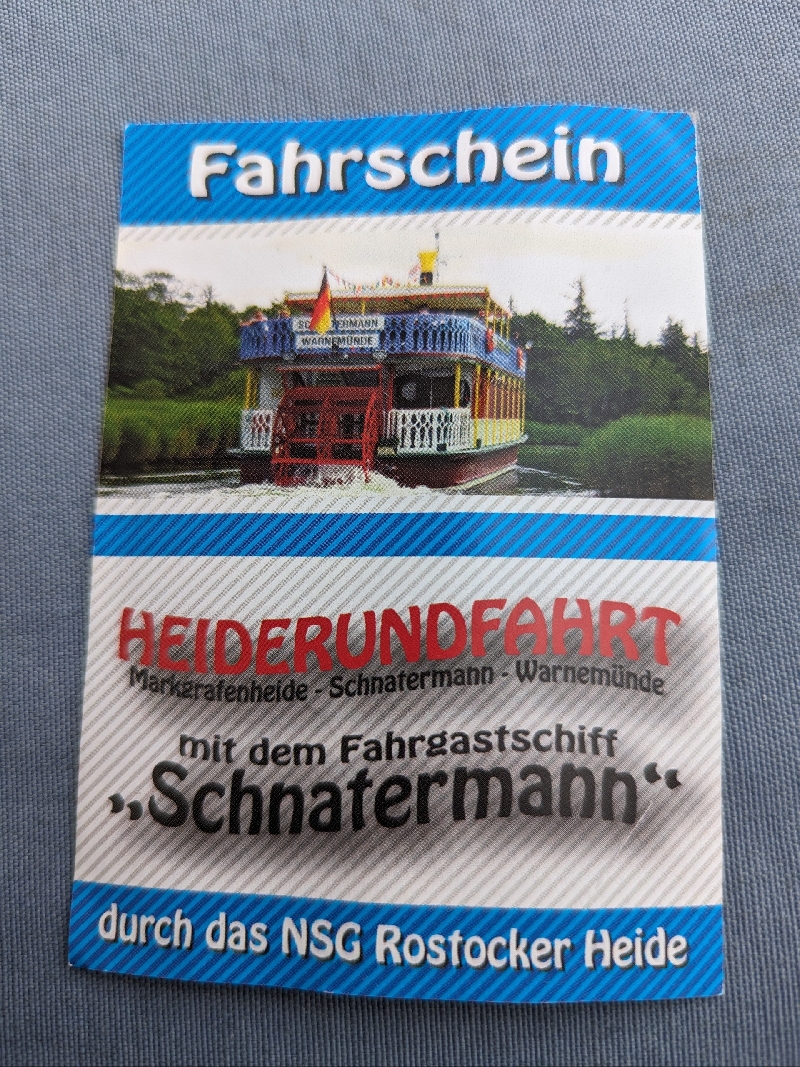 Fahrschein
SCHNATERMANN
WARNEMÜNDE
HEIDERUNDFAHRT
Markgrafenheide - Schnatermann - Warnemünde
mit dem Fahrgastschiff
„Schnatermann“
durch das NSG Rostocker Heide